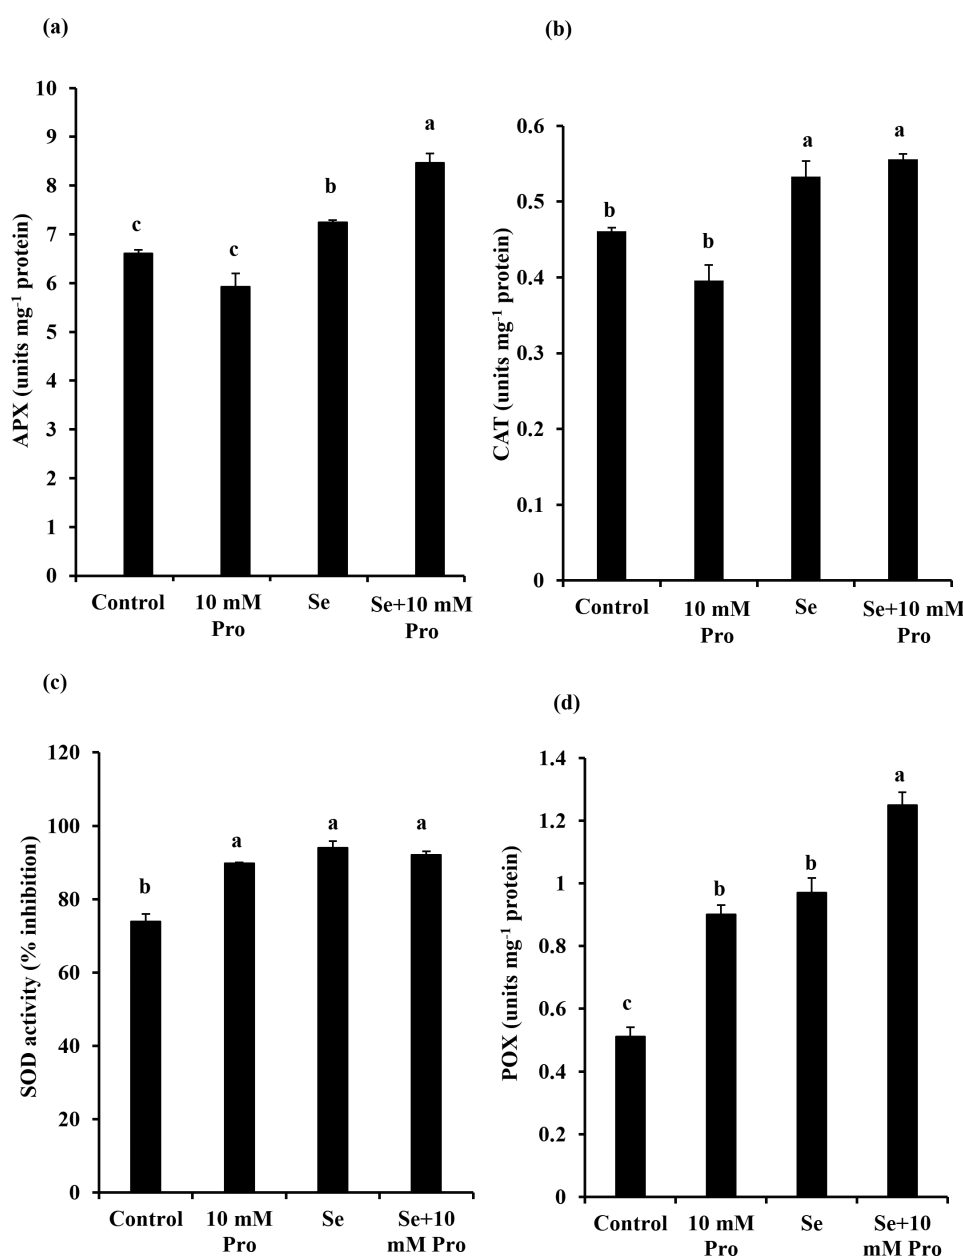 (a)
APX (units mg-1 protein)
10
9
8
7
6
5
4
3
2
1
0
c
c
b
a
Control
10 mM
Pro
Se
Se+10 mM
Pro
(b)
CAT (units mg-1 protein)
0.6
0.5
0.4
0.3
0.2
0.1
0
b
b
a
a
Control
10 mM
Pro
Se
Se+10 mM
Pro
(c)
SOD activity (% inhibition)
120
100
80
60
40
20
0
b
a
a
a
Control
10 mM
Pro
Se
Se+10
mM Pro
(d)
POX (units mg-1 protein)
1.4
1.2
1
0.8
0.6
0.4
0.2
0
c
b
b
a
Control
10 mM
Pro
Se
Se+10
mM Pro